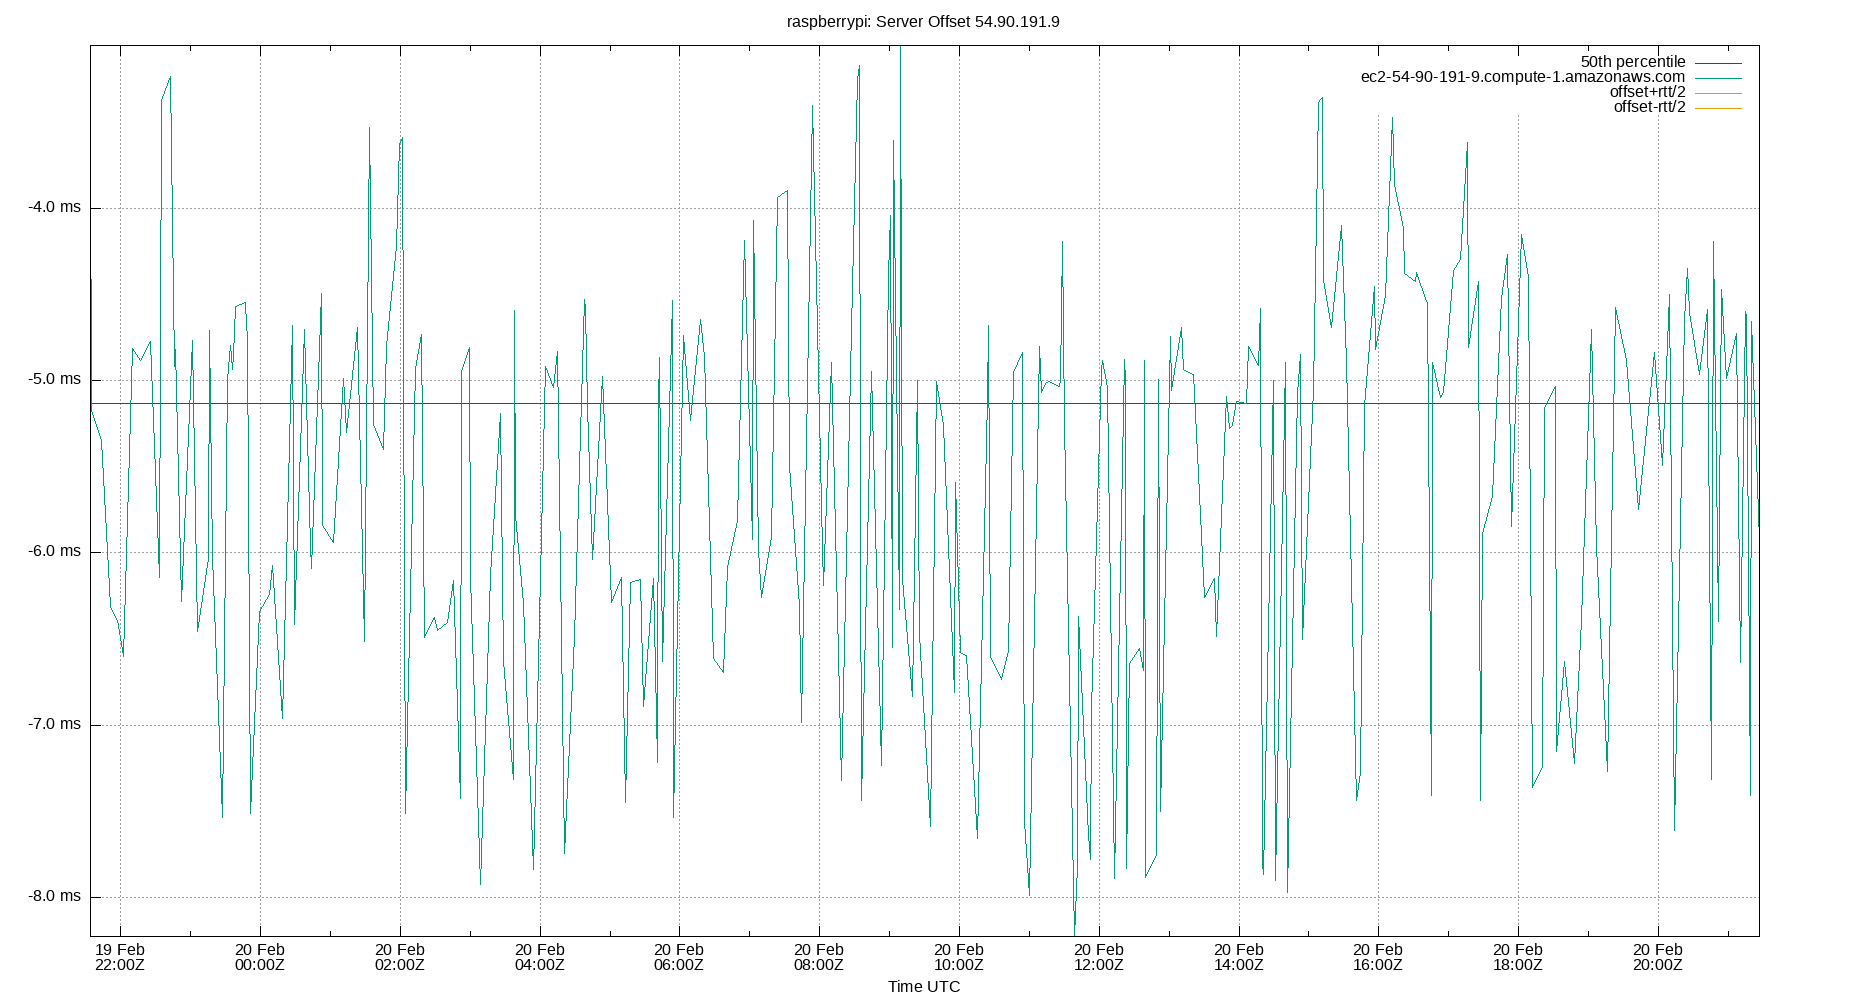 raspberrypi: Server Offset 54.90.191.9
50th percentile
ec2-54-90-191-9.compute-1.amazonaws.com
offset+rtt/2
offset-rtt/2
-4.0 ms
-5.0 ms
-6.0 ms
-7.0 ms
-8.0 ms
19 Feb 20 Feb 20 Feb 20 Feb 20 Feb 20 Feb 20 Feb 20 Feb 20 Feb 20 Feb 20 Feb 20 Feb
22:00Z 00:00Z 02:00Z 04:00Z 06:00Z 08:00Z 10:00Z 12:00Z 14:00Z 16:00Z 18:00Z 20:00Z
Time UTC